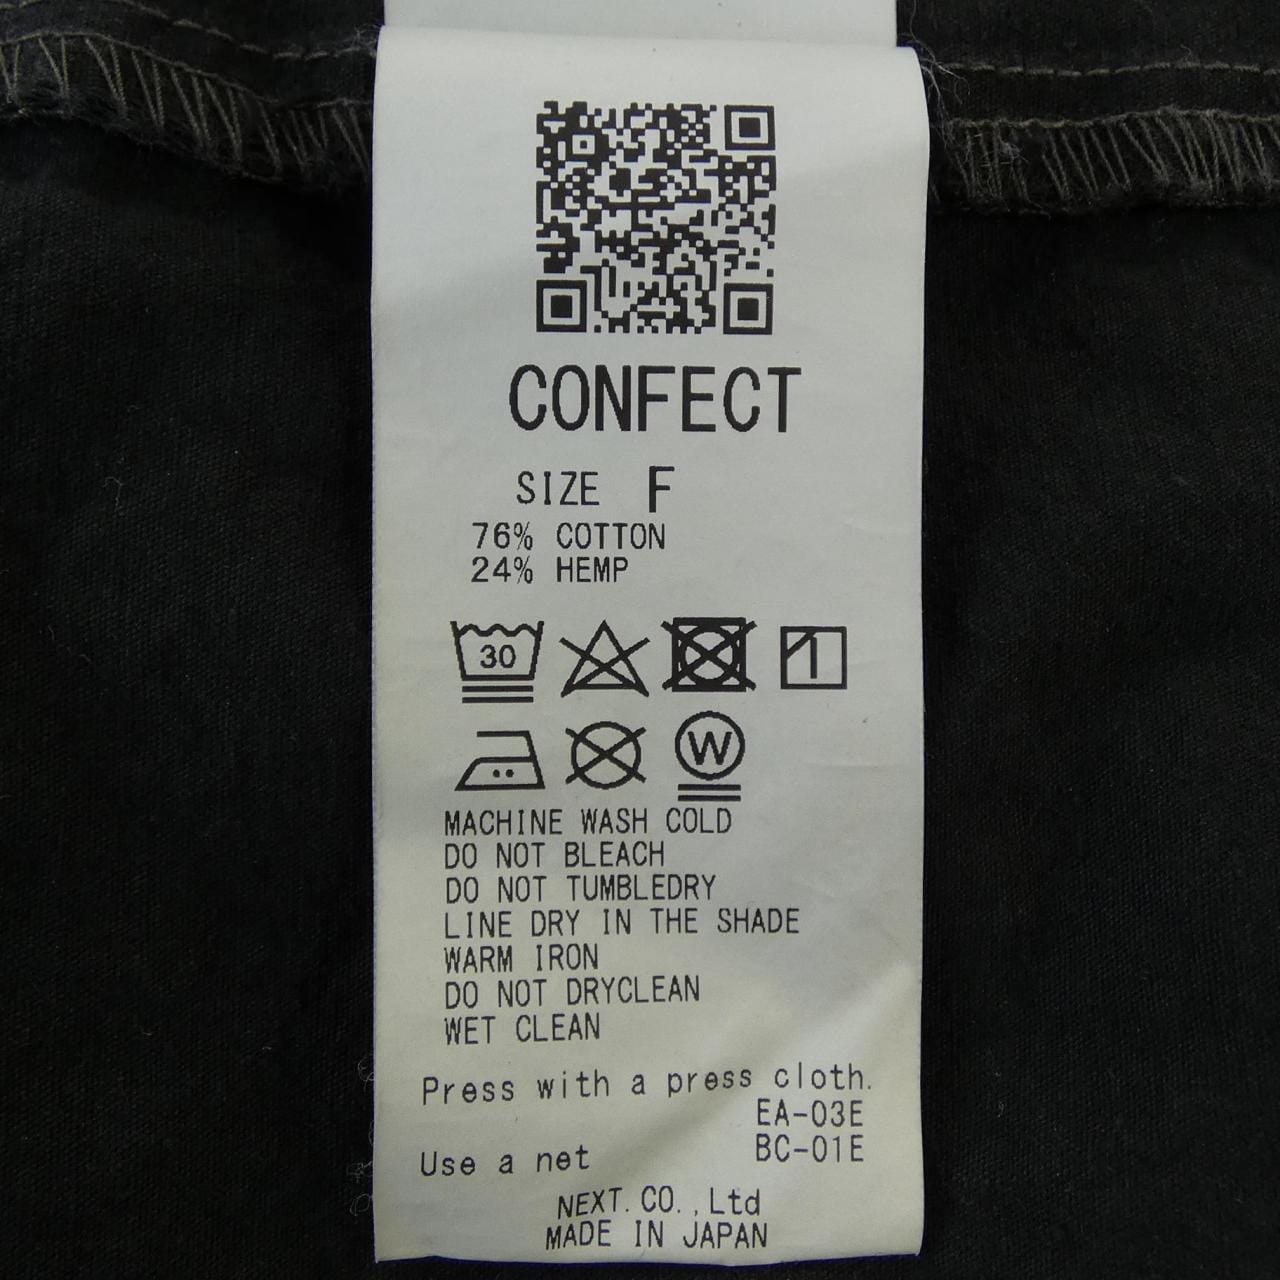 CONFECT
SIZE F
76% COTTON
24% HEMP
30
W
MACHINE WASH COLD
DO NOT BLEACH
DO NOT TUMBLEDRY
LINE DRY IN THE SHADE
WARM IRON
DO NOT DRYCLEAN
WET CLEAN
Press with a press cloth.
EA-03E
Use a net BC-01E
NEXT. CO., Ltd
MADE IN JAPAN